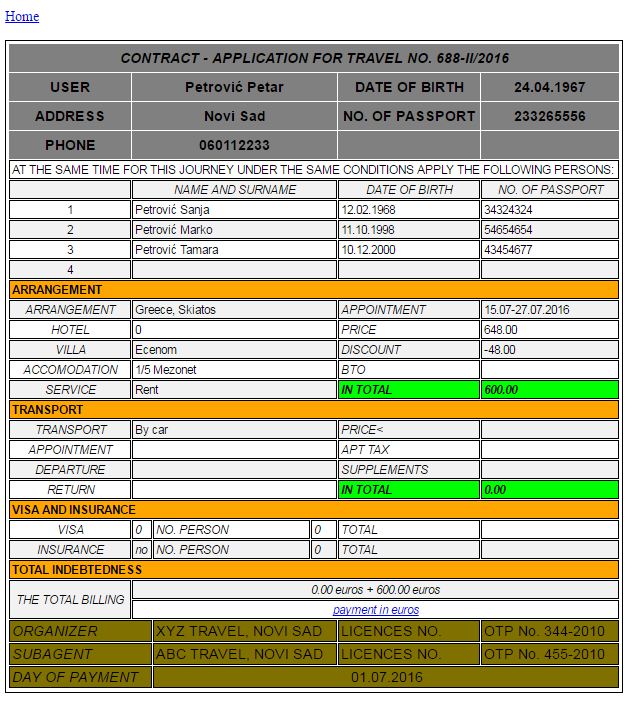 Home
CONTRACT - APPLICATION FOR TRAVEL NO. 688-II/2016
USER Petrović Petar DATE OF BIRTH 24.04.1967
ADDRESS Novi Sad NO. OF PASSPORT 233265556
PHONE 060112233
AT THE SAME TIME FOR THIS JOURNEY UNDER THE SAME CONDITIONS APPLY THE FOLLOWING PERSONS:
NAME AND SURNAME DATE OF BIRTH NO. OF PASSPORT
1 Petrović Sanja 12.02.1968 34324324
2 Petrović Marko 11.10.1998 54654654
3 Petrović Tamara 10.12.2000 43454677
4
ARRANGEMENT
ARRANGEMENT Greece, Skiatos APPOINTMENT 15.07-27.07.2016
HOTEL 0 PRICE 648.00
VILLA Ecenom DISCOUNT -48.00
ACCOMODATION 1/5 Mezonet BTO
SERVICE Rent IN TOTAL 600.00
TRANSPORT
TRANSPORT By car PRICE<
APPOINTMENT APT TAX
DEPARTURE SUPPLEMENTS
RETURN IN TOTAL 0.00
VISA AND INSURANCE
VISA 0 NO. PERSON 0 TOTAL
INSURANCE no NO. PERSON 0 TOTAL
TOTAL INDEBTEDNESS
THE TOTAL BILLING 0.00 euros + 600.00 euros
payment in euros
ORGANIZER XYZ TRAVEL, NOVI SAD LICENCES NO. OTP No. 344-2010
SUBAGENT ABC TRAVEL, NOVI SAD LICENCES NO. OTP No. 455-2010
DAY OF PAYMENT 01.07.2016